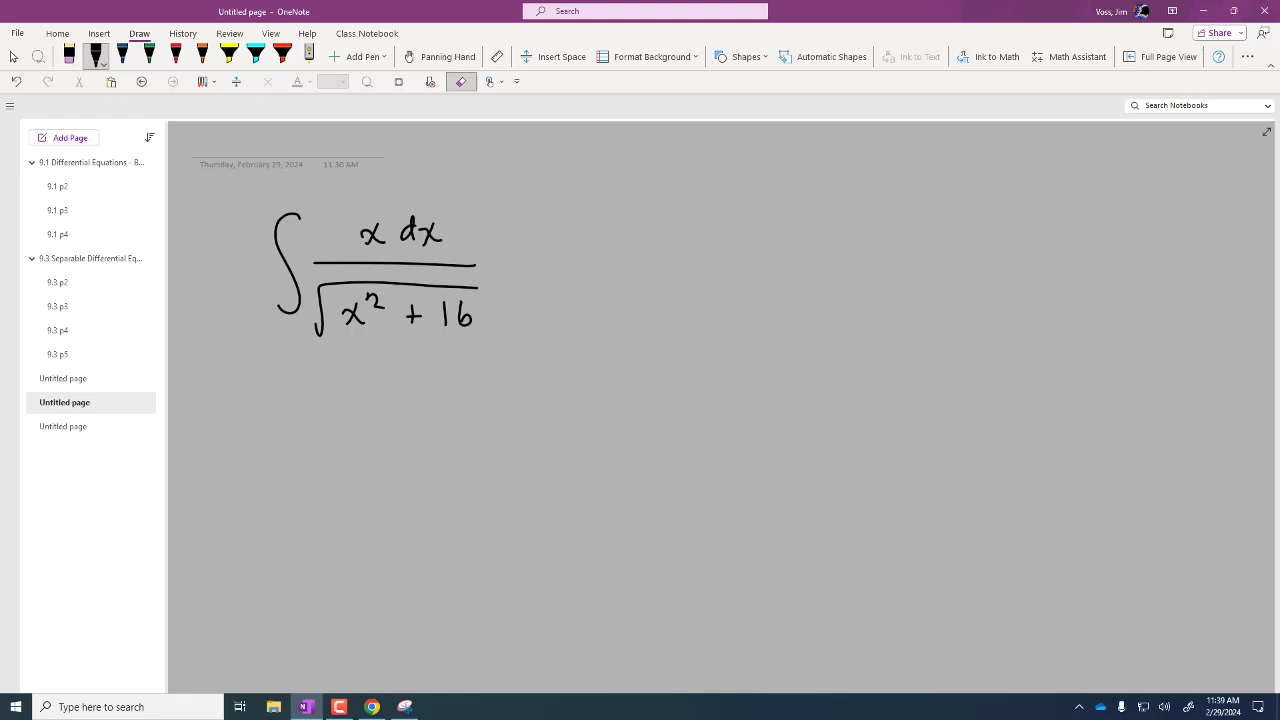 Untitled page - OneNote
Search
Voss, Jim
File Home Insert Draw History Review View Help Class Notebook
Share
Add Pen Panning Hand Insert Space Format Background Shapes Automatic Shapes Ink to Text Ink to Math Math Assistant Full Page View
Search Notebooks
Add Page
9.1 Differential Equations - B...
9.1 p2
9.1 p3
9.1 p4
9.3 Separable Differential Eq...
9.3 p2
9.3 p3
9.3 p4
9.3 p5
Untitled page
Untitled page
Untitled page
Thursday, February 29, 2024 11:30 AM
∫ x dx
√x² + 16
Type here to search
11:39 AM
2/29/2024